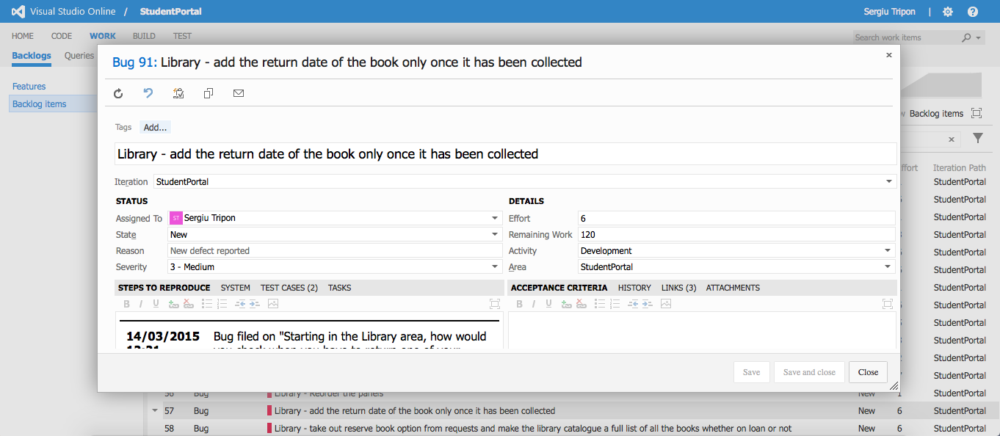 Visual Studio Online / StudentPortal Sergiu Tripon |
HOME CODE WORK BUILD TEST Search work items
Backlogs Queries
Bug 91: Library - add the return date of the book only once it has been collected
Features
Backlog items
Backlog items
Tags Add...
Library - add the return date of the book only once it has been collected
Effort Iteration Path
Iteration StudentPortal
StudentPortal
STATUS DETAILS
StudentPortal
Assigned To ST Sergiu Tripon Effort 6
StudentPortal
State New Remaining Work 120
StudentPortal
Reason New defect reported Activity Development
StudentPortal
Severity 3 - Medium Area StudentPortal
StudentPortal
STEPS TO REPRODUCE SYSTEM TEST CASES (2) TASKS ACCEPTANCE CRITERIA HISTORY LINKS (3) ATTACHMENTS
StudentPortal
B I U B I U
StudentPortal
StudentPortal
14/03/2015 Bug filed on "Starting in the Library area, how would
StudentPortal
you check when you have to return one of your
StudentPortal
Save Save and close Close
StudentPortal
56 Bug Library - Reorder the panels New 1 StudentPortal
57 Bug Library - add the return date of the book only once it has been collected New 6 StudentPortal
58 Bug Library - take out reserve book option from requests and make the library catalogue a full list of all the books whether on loan or not New 6 StudentPortal